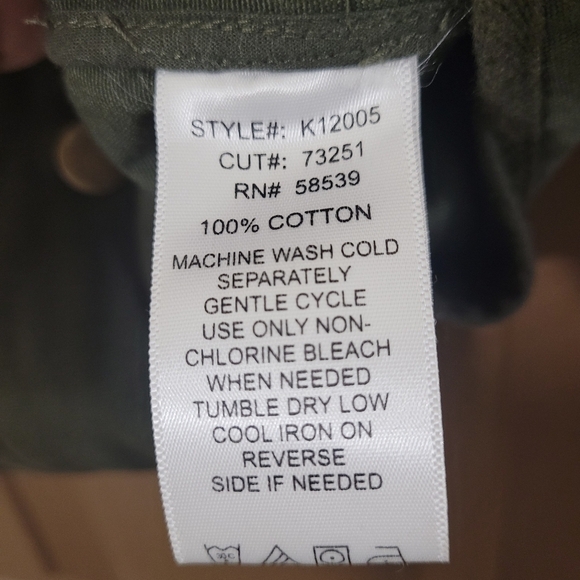 STYLE#: K12005
CUT#: 73251
RN# 58539
100% COTTON
MACHINE WASH COLD
SEPARATELY
GENTLE CYCLE
USE ONLY NON-
CHLORINE BLEACH
WHEN NEEDED
TUMBLE DRY LOW
COOL IRON ON
REVERSE
SIDE IF NEEDED